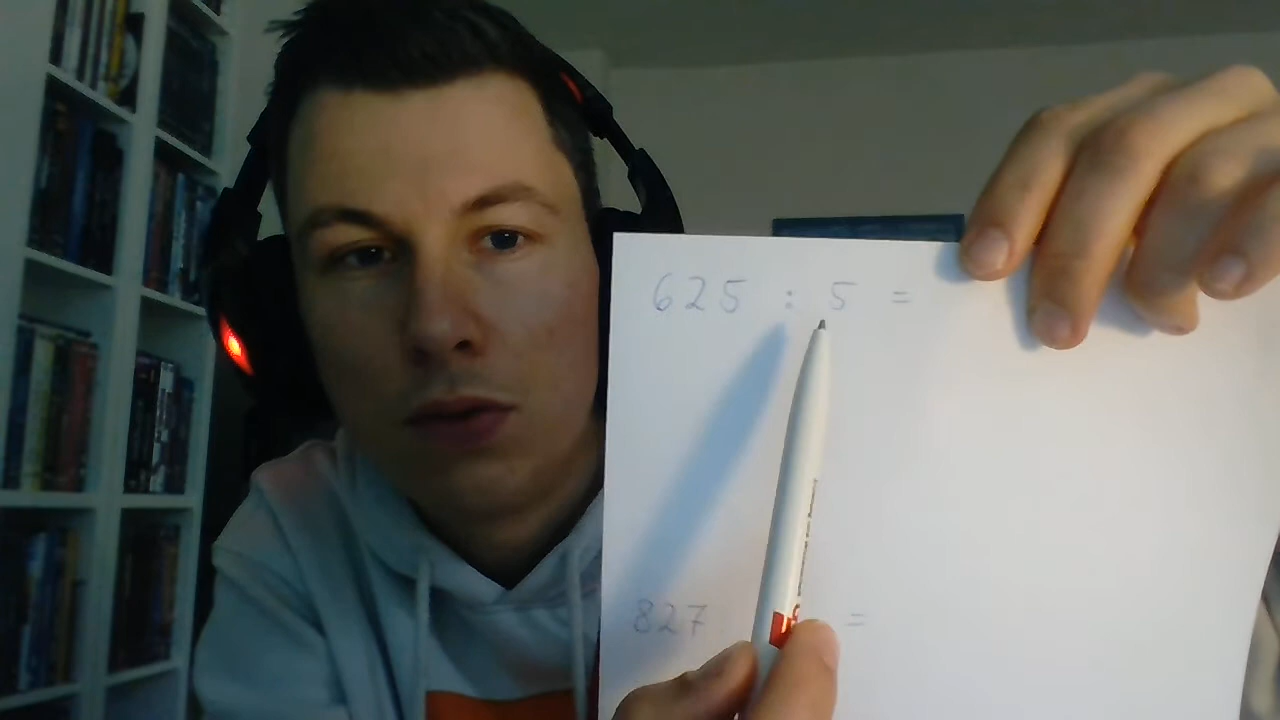 625 : 5 =
827 =